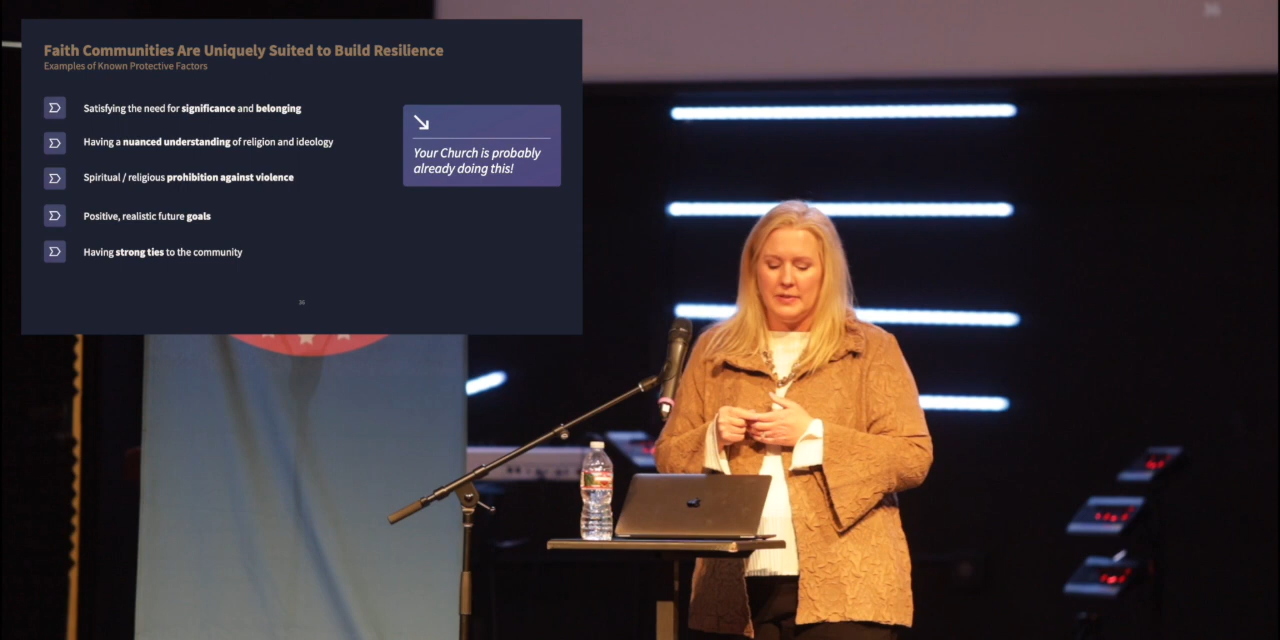 Faith Communities Are Uniquely Suited to Build Resilience
Examples of Known Protective Factors
Satisfying the need for significance and belonging
Having a nuanced understanding of religion and ideology
Spiritual / religious prohibition against violence
Positive, realistic future goals
Having strong ties to the community
Your Church is probably
already doing this!
36